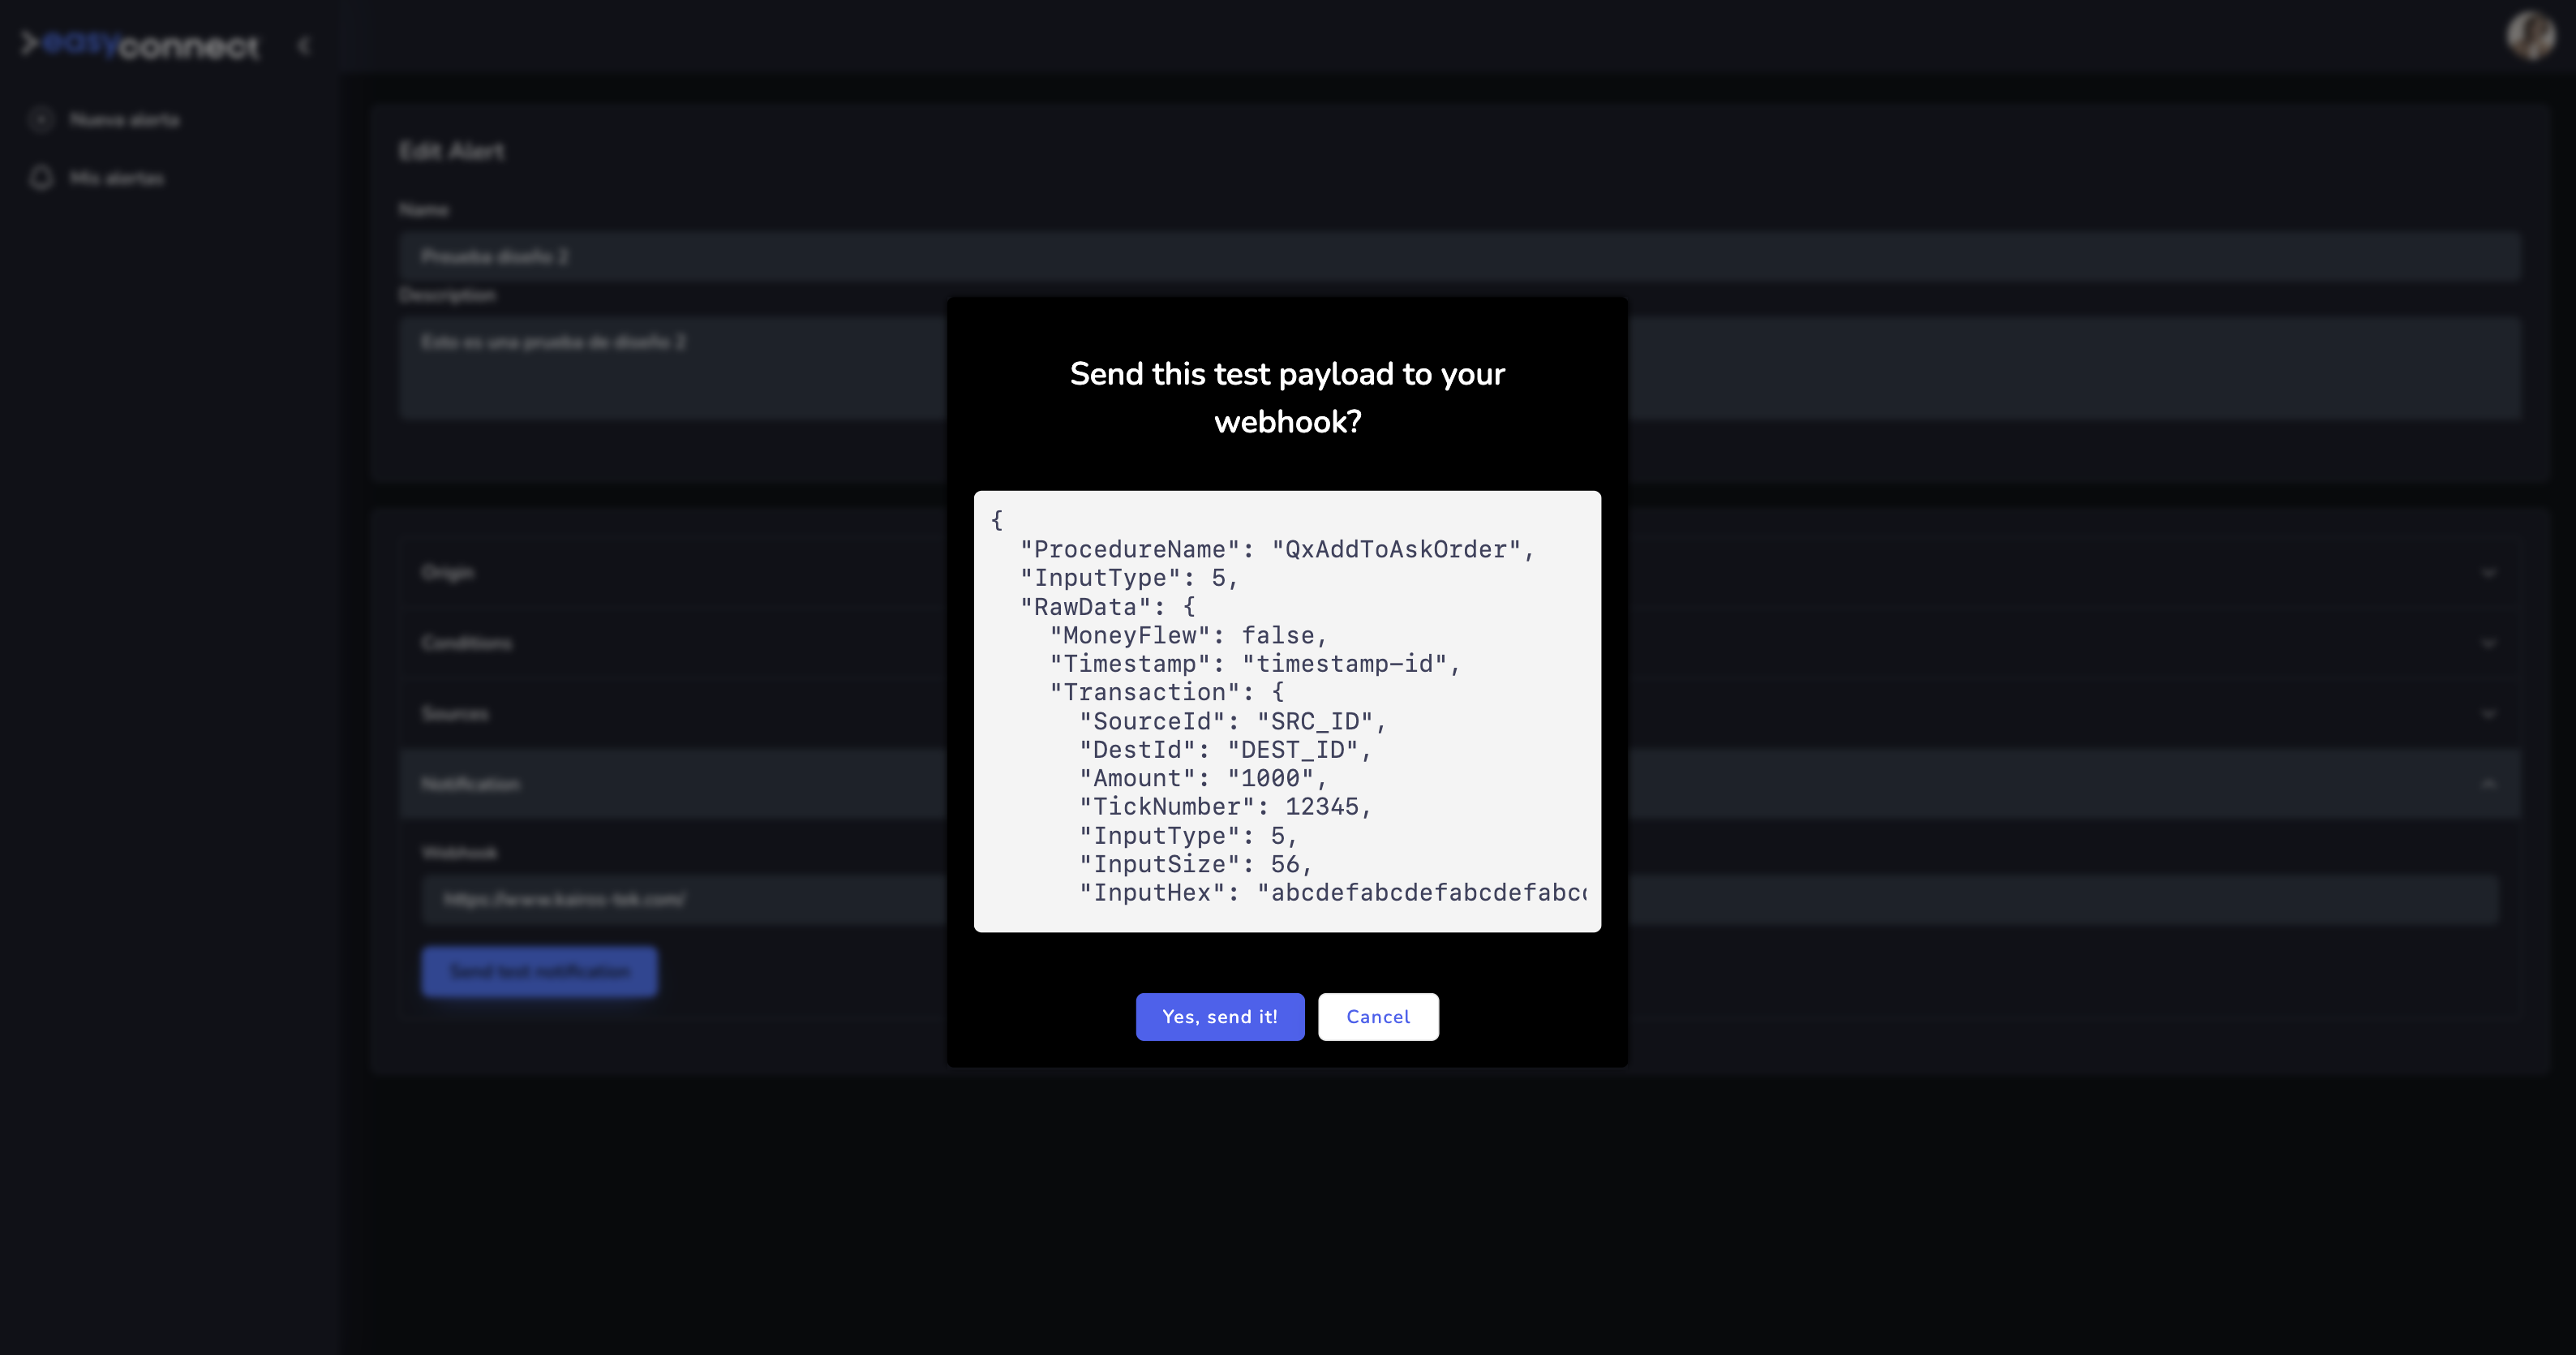 >easyconnect
Nueva alerta
Mis alertas
Edit Alert
Name
Prueba diseño 2
Description
Esto es una prueba de diseño 2
Send this test payload to your
webhook?
{
"ProcedureName": "QxAddToAskOrder",
"InputType": 5,
"RawData": {
"MoneyFlew": false,
"Timestamp": "timestamp-id",
"Transaction": {
"SourceId": "SRC_ID",
"DestId": "DEST_ID",
"Amount": "1000",
"TickNumber": 12345,
"InputType": 5,
"InputSize": 56,
"InputHex": "abcdefabcdefabcdefabc
Origin
Conditions
Sources
Notification
Webhook
https://www.kairos-tek.com/
Send test notification
Yes, send it!
Cancel